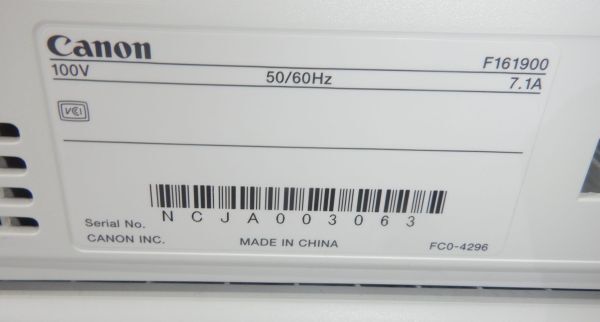 Canon F161900
100V 50/60Hz 7.1A
VCI
NCJA003063
Serial No.
CANON INC. MADE IN CHINA FC0-4296